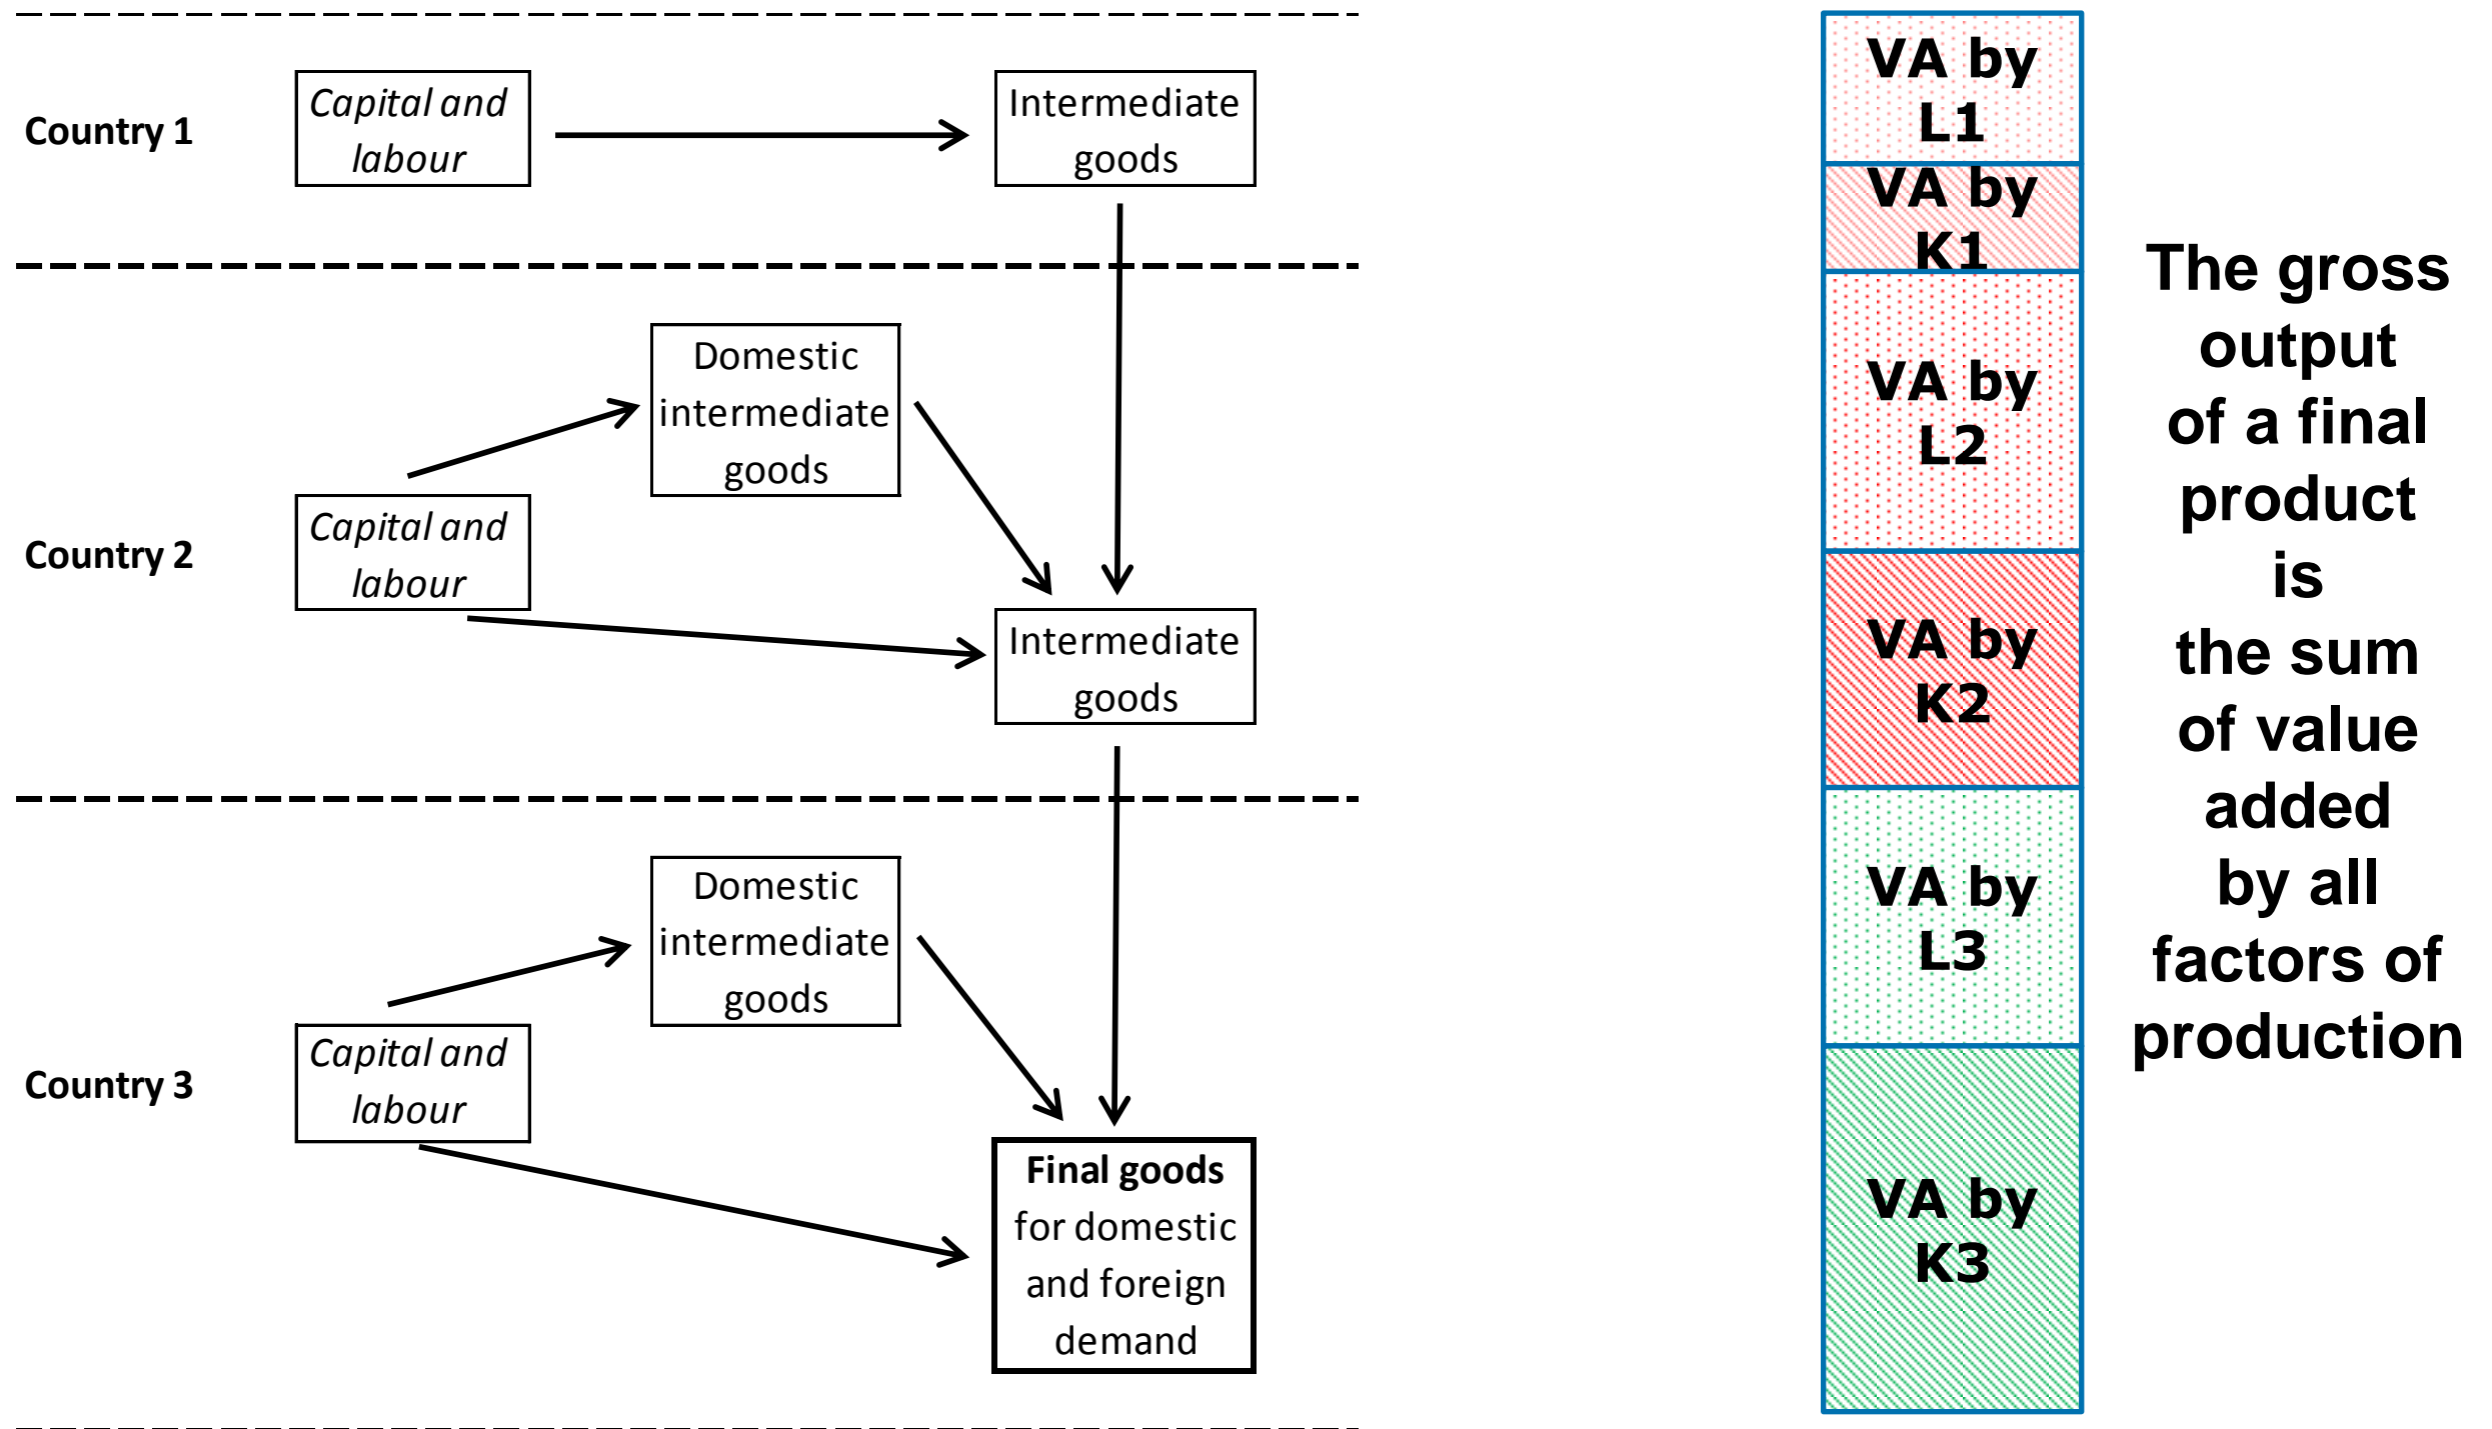 Country 1
Capital and
labour
Intermediate
goods
Country 2
Capital and
labour
Domestic
intermediate
goods
Intermediate
goods
Country 3
Capital and
labour
Domestic
intermediate
goods
Final goods
for domestic
and foreign
demand
VA by
L1
VA by
K1
VA by
L2
VA by
K2
VA by
L3
VA by
K3
The gross
output
of a final
product
is
the sum
of value
added
by all
factors of
production